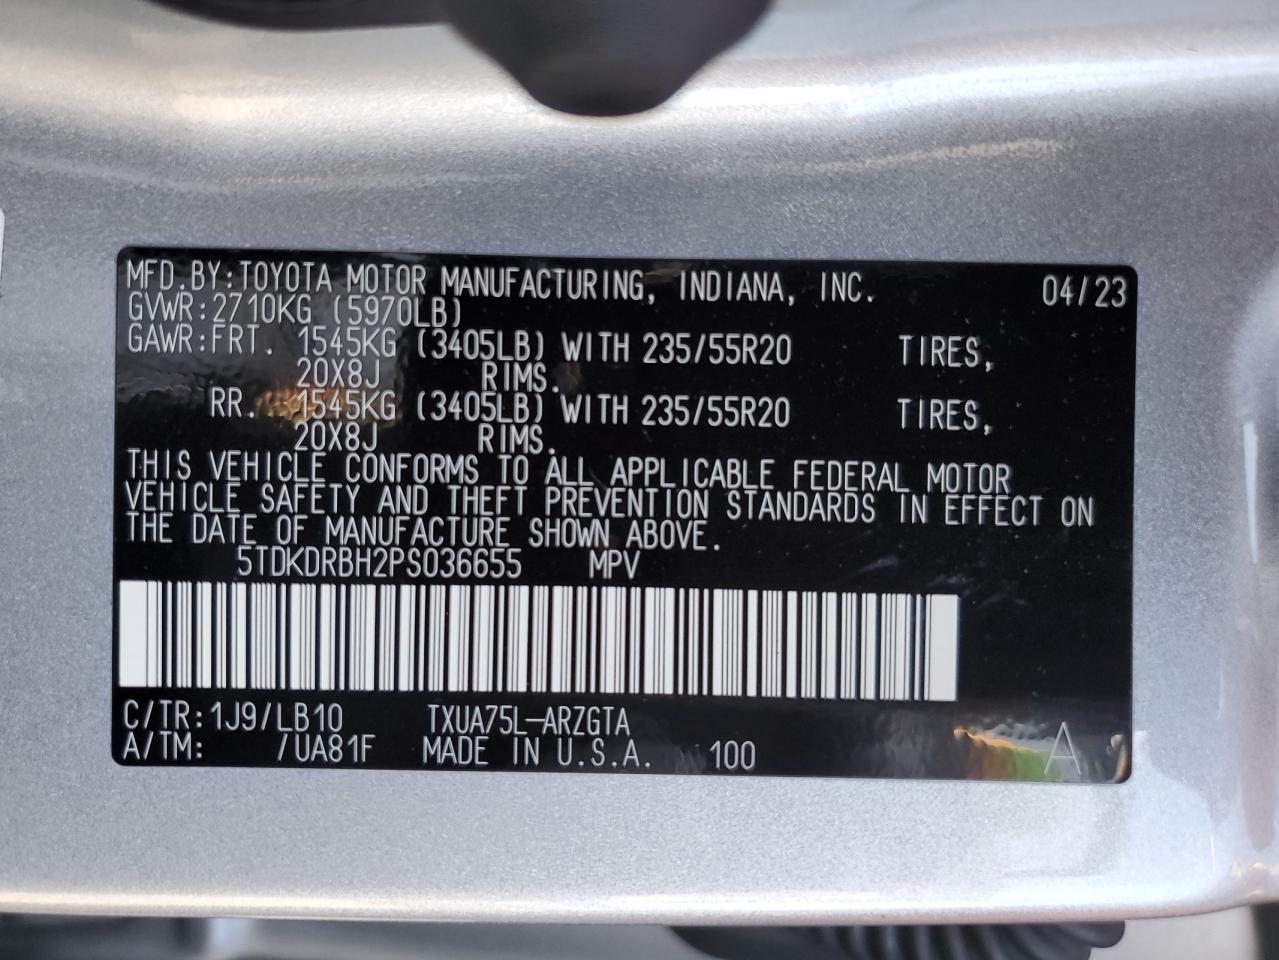 MFD.BY:TOYOTA MOTOR MANUFACTURING, INDIANA, INC. 04/23
GVWR:2710KG (5970LB)
GAWR:FRT. 1545KG (3405LB) WITH 235/55R20 TIRES,
20X8J RIMS.
RR. 1545KG (3405LB) WITH 235/55R20 TIRES,
20X8J RIMS.
THIS VEHICLE CONFORMS TO ALL APPLICABLE FEDERAL MOTOR
VEHICLE SAFETY AND THEFT PREVENTION STANDARDS IN EFFECT ON
THE DATE OF MANUFACTURE SHOWN ABOVE.
5TDKDRBH2PS036655 MPV
C/TR:1J9/LB10 TXUA75L-ARZGTA
A/TM: /UA81F MADE IN U.S.A. 100 A